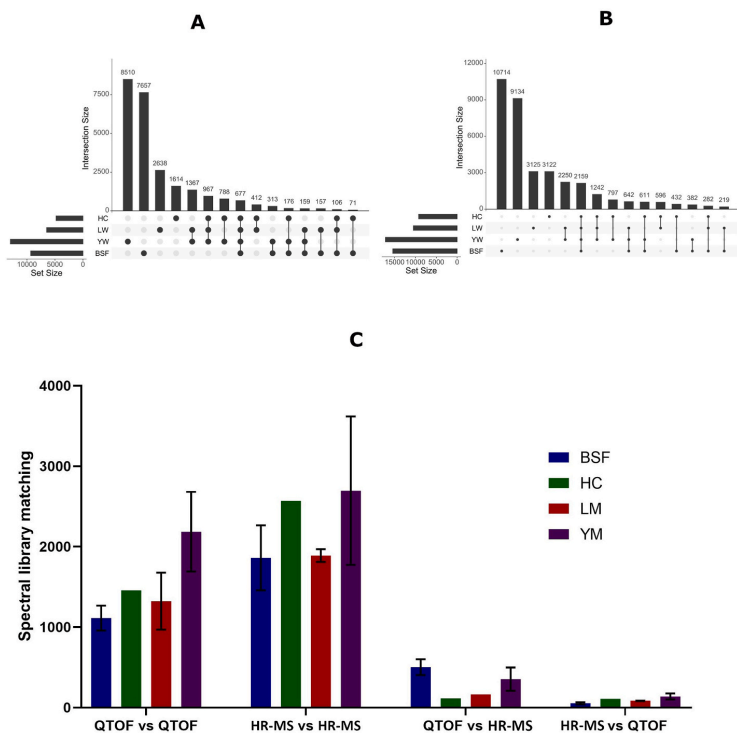 A
B
Intersection Size
7500
5000
2500
0
8510
7657
2638
1614
1367
967
788
677
412
313
176
159
157
106
71
HC
LW
YW
BSF
10000
5000
0
Set Size
Intersection Size
12000
9000
6000
3000
0
10714
9134
3125
3122
2250
2159
1242
797
642
611
596
432
382
282
219
HC
LW
YW
BSF
15000
10000
5000
0
Set Size
C
Spectral library matching
4000
3000
2000
1000
0
BSF
HC
LM
YM
QTOF vs QTOF
HR-MS vs HR-MS
QTOF vs HR-MS
HR-MS vs QTOF